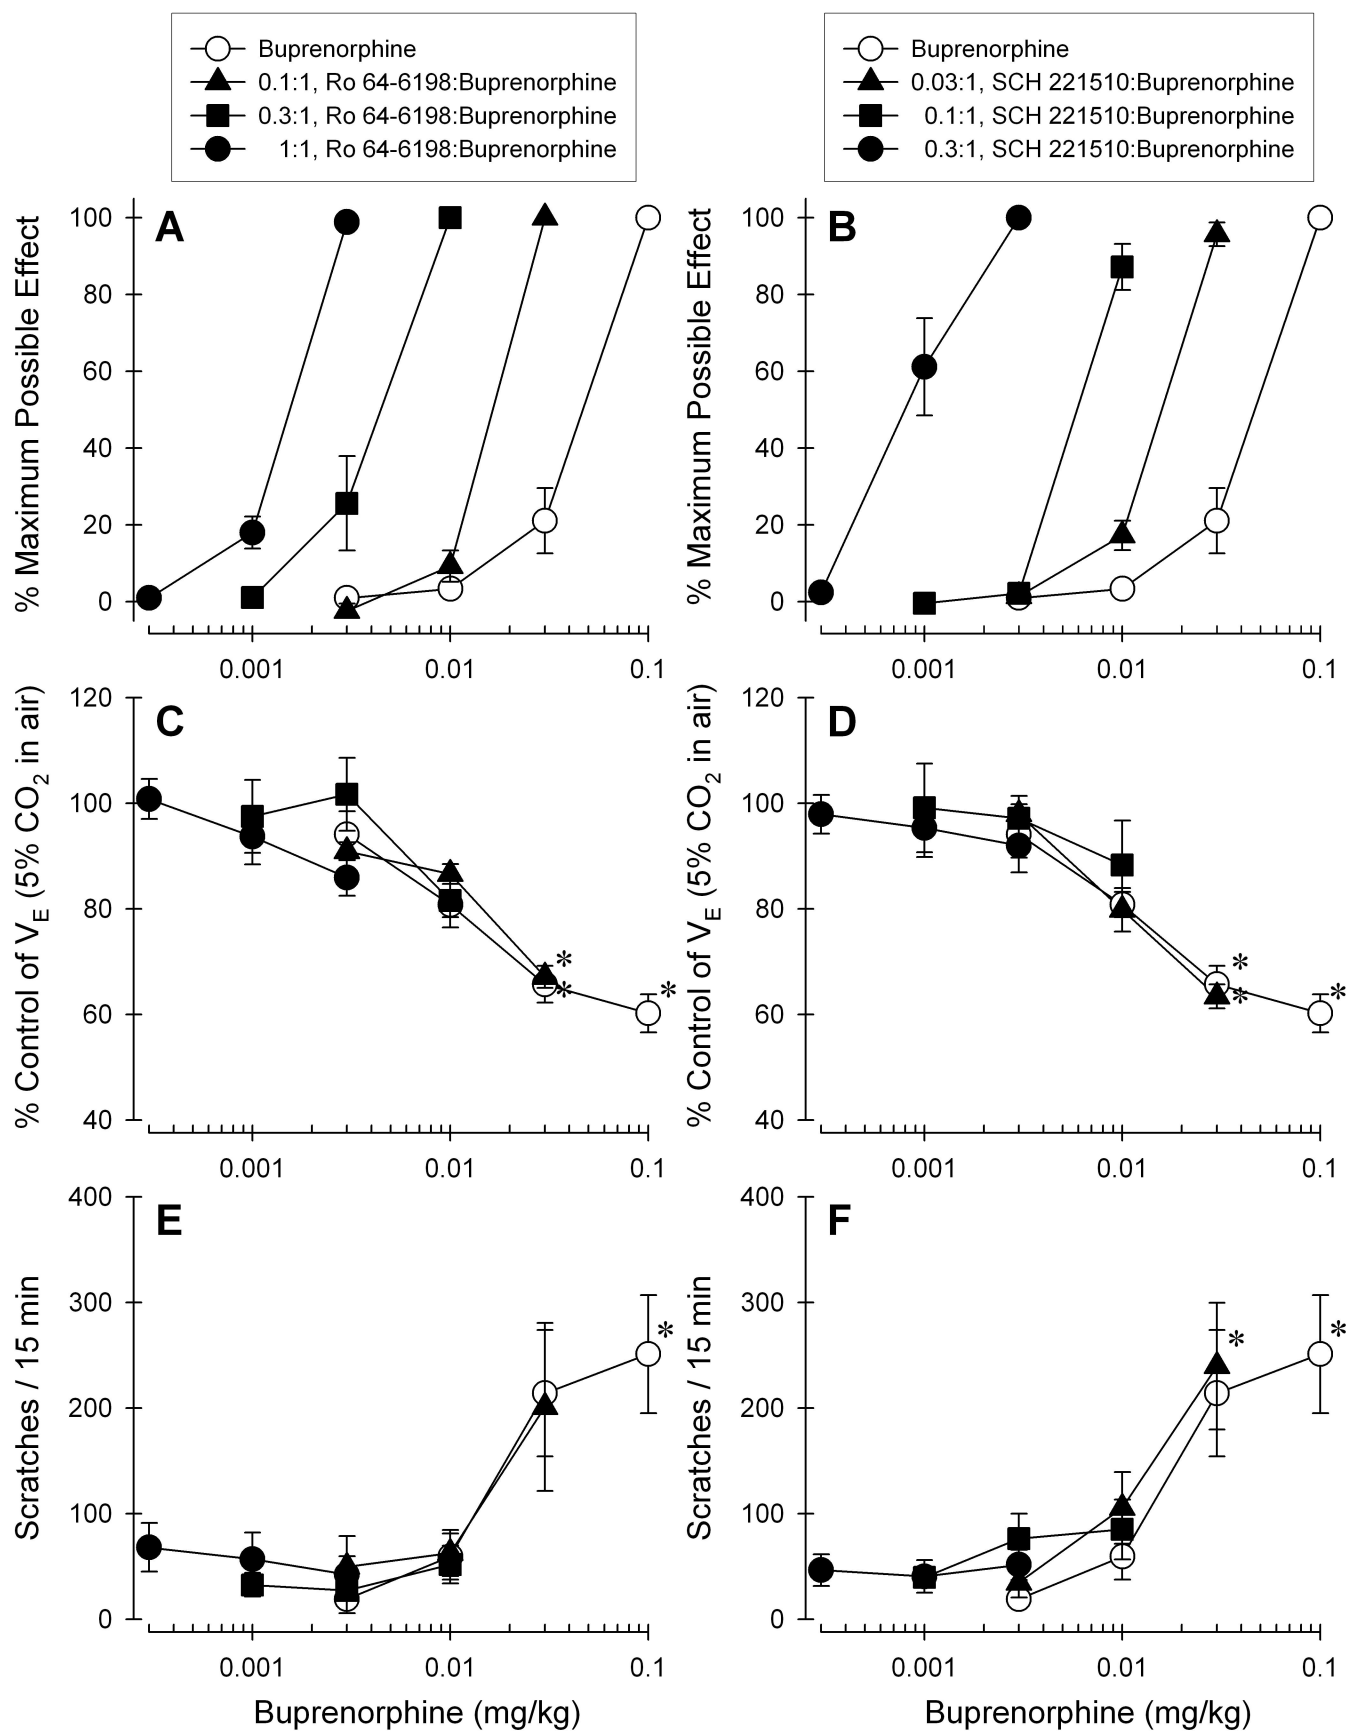 Buprenorphine
0.1:1, Ro 64-6198:Buprenorphine
0.3:1, Ro 64-6198:Buprenorphine
1:1, Ro 64-6198:Buprenorphine
Buprenorphine
0.03:1, SCH 221510:Buprenorphine
0.1:1, SCH 221510:Buprenorphine
0.3:1, SCH 221510:Buprenorphine
A
% Maximum Possible Effect
100
80
60
40
20
0
0.001 0.01 0.1
B
% Maximum Possible Effect
100
80
60
40
20
0
0.001 0.01 0.1
C
% Control of VE (5% CO2 in air)
120
100
80
60
40
*
*
*
0.001 0.01 0.1
D
% Control of VE (5% CO2 in air)
120
100
80
60
40
*
*
*
0.001 0.01 0.1
E
Scratches / 15 min
400
300
200
100
0
*
0.001 0.01 0.1
Buprenorphine (mg/kg)
F
Scratches / 15 min
400
300
200
100
0
*
*
0.001 0.01 0.1
Buprenorphine (mg/kg)